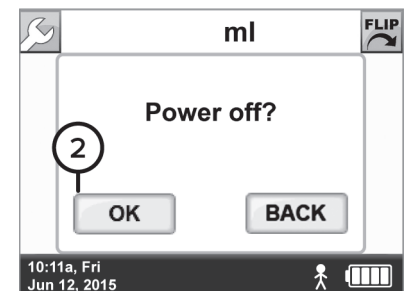 ml FLIP
Power off?
2
OK BACK
10:11a, Fri
Jun 12, 2015